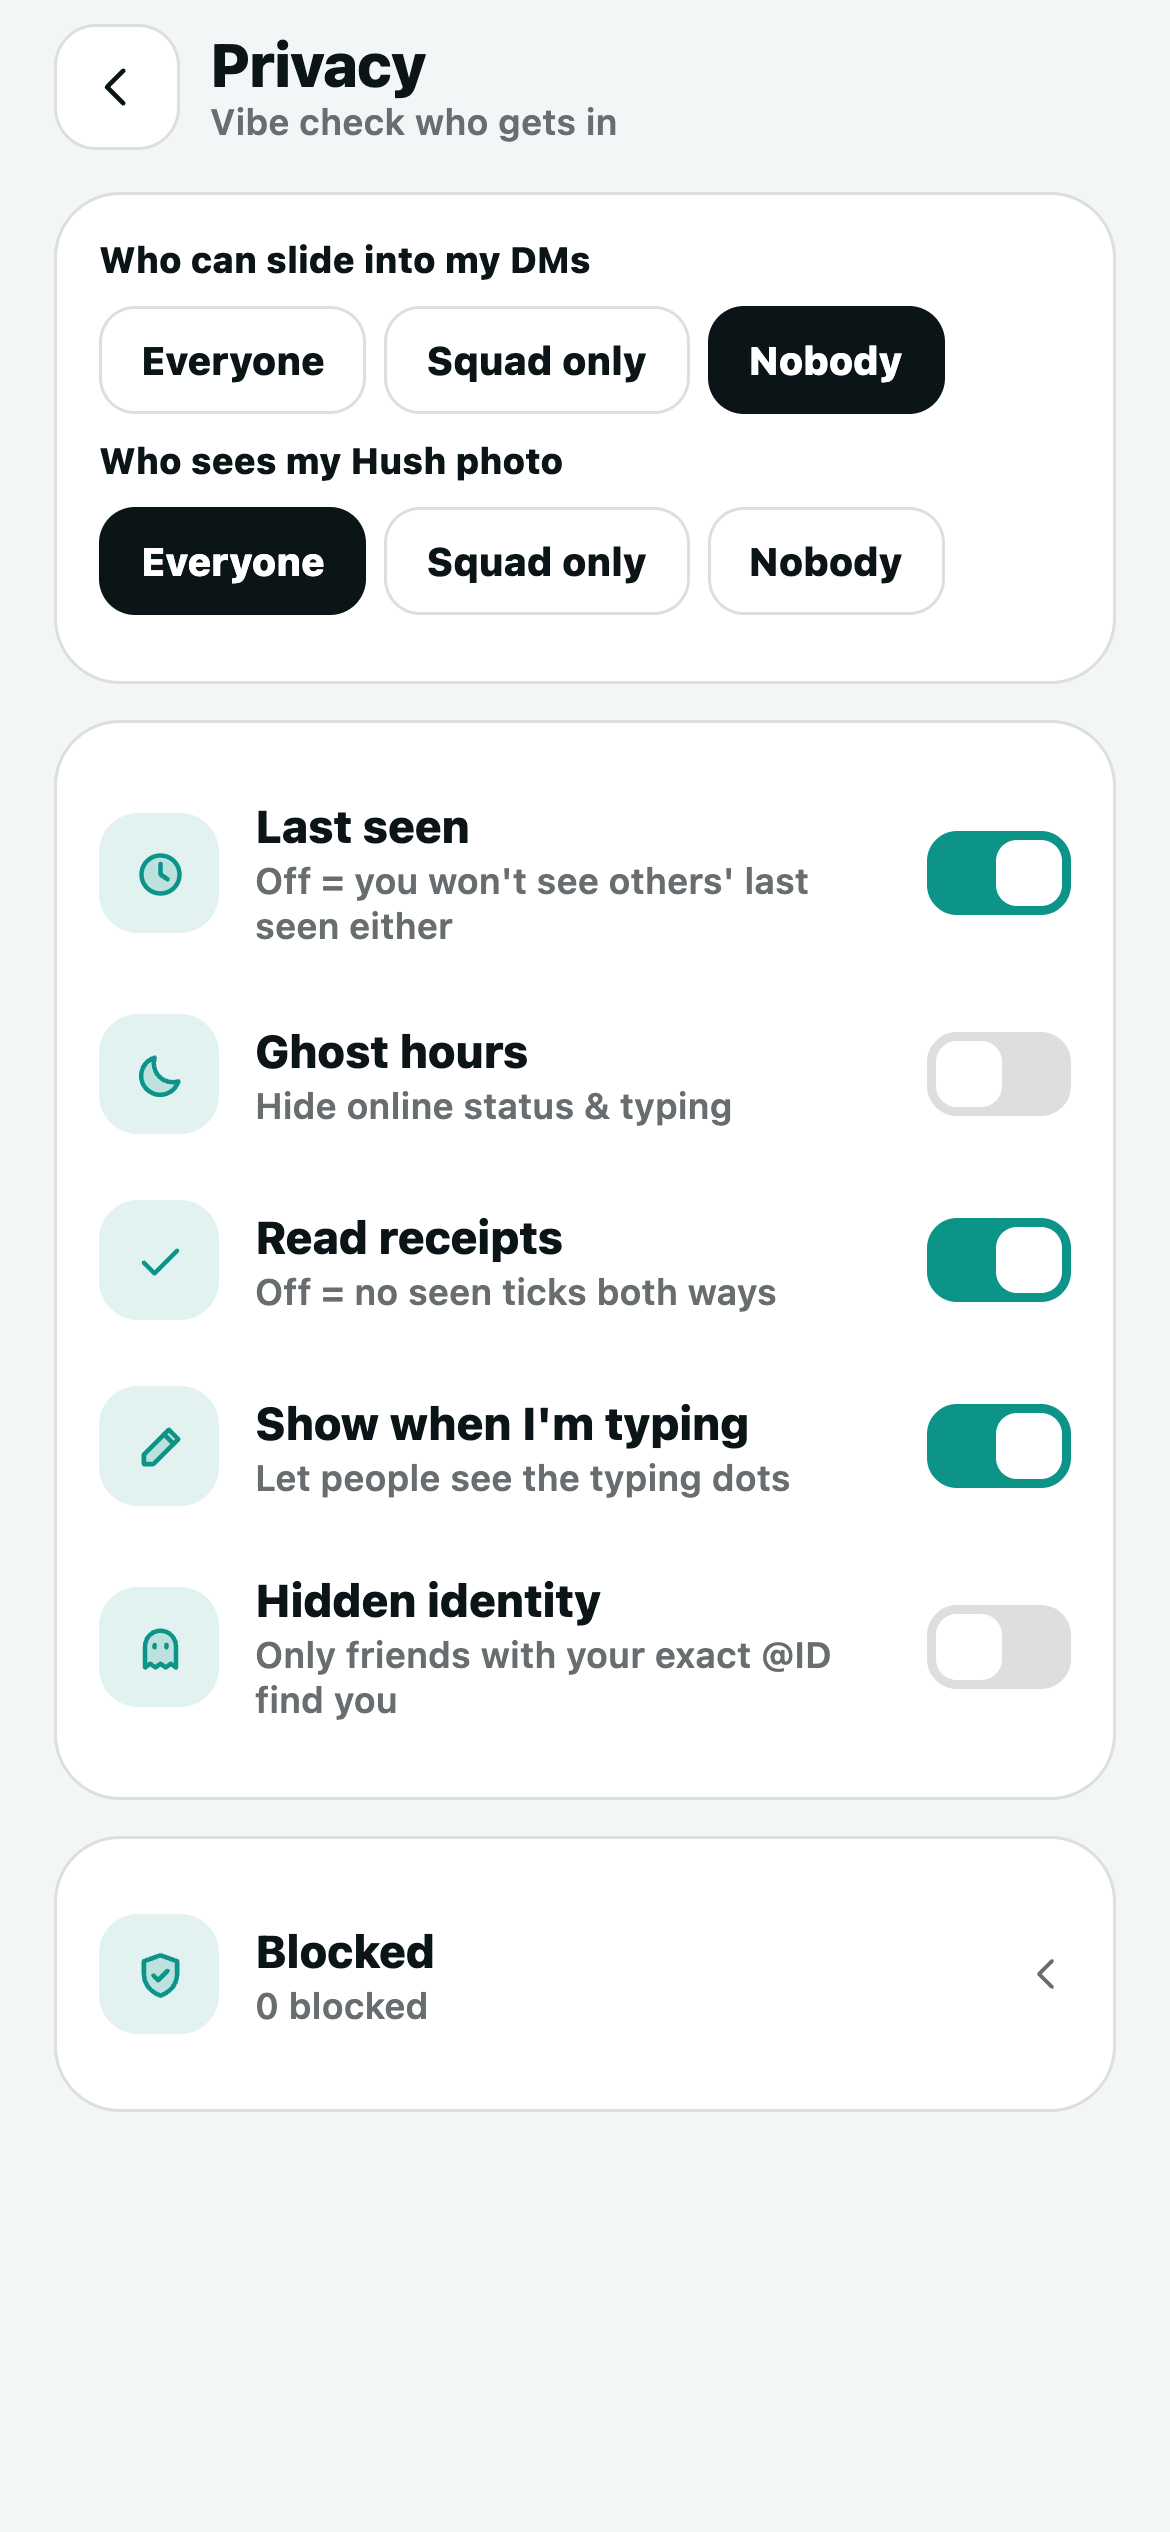 Privacy
Vibe check who gets in
Who can slide into my DMs
Everyone
Squad only
Nobody
Who sees my Hush photo
Everyone
Squad only
Nobody
Last seen
Off = you won't see others' last
seen either
Ghost hours
Hide online status & typing
Read receipts
Off = no seen ticks both ways
Show when I'm typing
Let people see the typing dots
Hidden identity
Only friends with your exact @ID
find you
Blocked
0 blocked